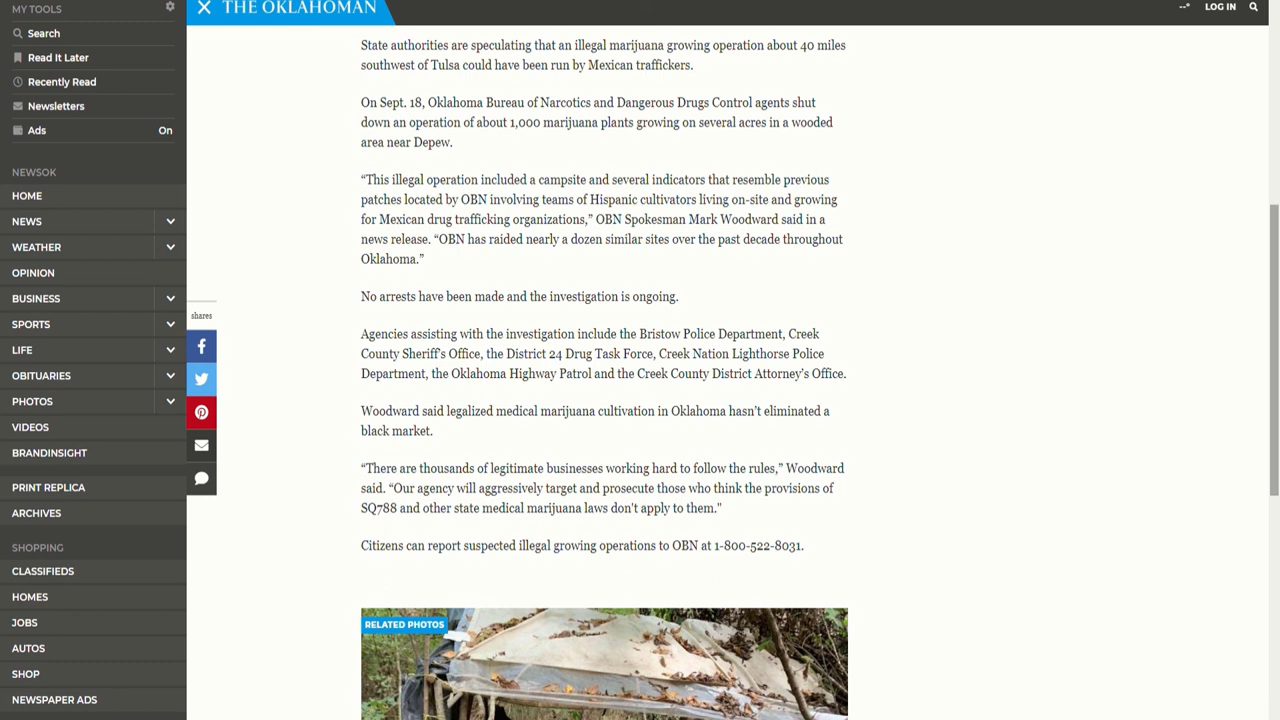 MY TOOLS
Search
Read It Later
Recently Read
Newsletters
Ads On
NEWSOK
HOME
NEWS
WEATHER
OPINION
BUSINESS
SPORTS
LIFE
OBITUARIES
PHOTOS
VIDEOS
BRANDINSIGHT
PRINT REPLICA
ARCHIVES
SHOPPING
CLASSIFIEDS
HOMES
JOBS
AUTOS
SHOP
NEWSPAPER ADS
THE OKLAHOMAN
--° LOG IN
shares
State authorities are speculating that an illegal marijuana growing operation about 40 miles
southwest of Tulsa could have been run by Mexican traffickers.
On Sept. 18, Oklahoma Bureau of Narcotics and Dangerous Drugs Control agents shut
down an operation of about 1,000 marijuana plants growing on several acres in a wooded
area near Depew.
“This illegal operation included a campsite and several indicators that resemble previous
patches located by OBN involving teams of Hispanic cultivators living on-site and growing
for Mexican drug trafficking organizations,” OBN Spokesman Mark Woodward said in a
news release. “OBN has raided nearly a dozen similar sites over the past decade throughout
Oklahoma.”
No arrests have been made and the investigation is ongoing.
Agencies assisting with the investigation include the Bristow Police Department, Creek
County Sheriff’s Office, the District 24 Drug Task Force, Creek Nation Lighthorse Police
Department, the Oklahoma Highway Patrol and the Creek County District Attorney’s Office.
Woodward said legalized medical marijuana cultivation in Oklahoma hasn’t eliminated a
black market.
“There are thousands of legitimate businesses working hard to follow the rules,” Woodward
said. “Our agency will aggressively target and prosecute those who think the provisions of
SQ788 and other state medical marijuana laws don't apply to them."
Citizens can report suspected illegal growing operations to OBN at 1-800-522-8031.
RELATED PHOTOS